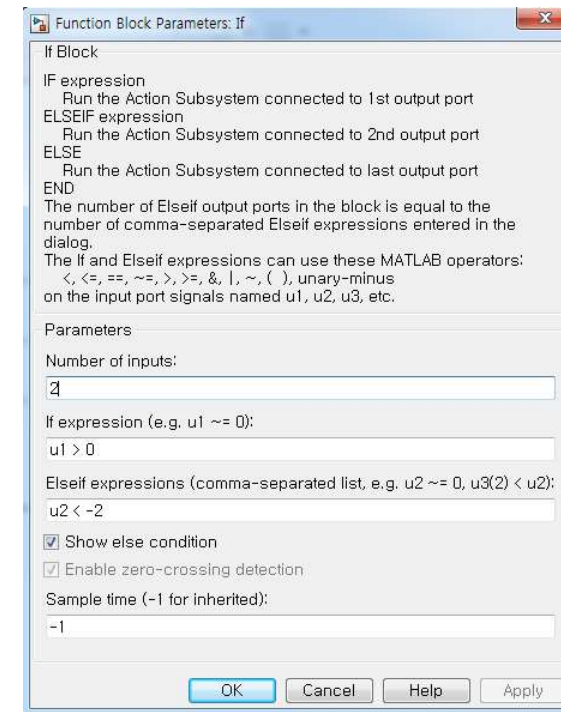 Function Block Parameters: If
If Block
IF expression
Run the Action Subsystem connected to 1st output port
ELSEIF expression
Run the Action Subsystem connected to 2nd output port
ELSE
Run the Action Subsystem connected to last output port
END
The number of Elseif output ports in the block is equal to the
number of comma-separated Elseif expressions entered in the
dialog.
The If and Elseif expressions can use these MATLAB operators:
<, <=, ==, ~=, >, >=, &, |, ~, ( ), unary-minus
on the input port signals named u1, u2, u3, etc.
Parameters
Number of inputs:
2
If expression (e.g. u1 ~= 0):
u1 > 0
Elseif expressions (comma-separated list, e.g. u2 ~= 0, u3(2) < u2):
u2 < -2
Show else condition
Enable zero-crossing detection
Sample time (-1 for inherited):
-1
OK Cancel Help Apply